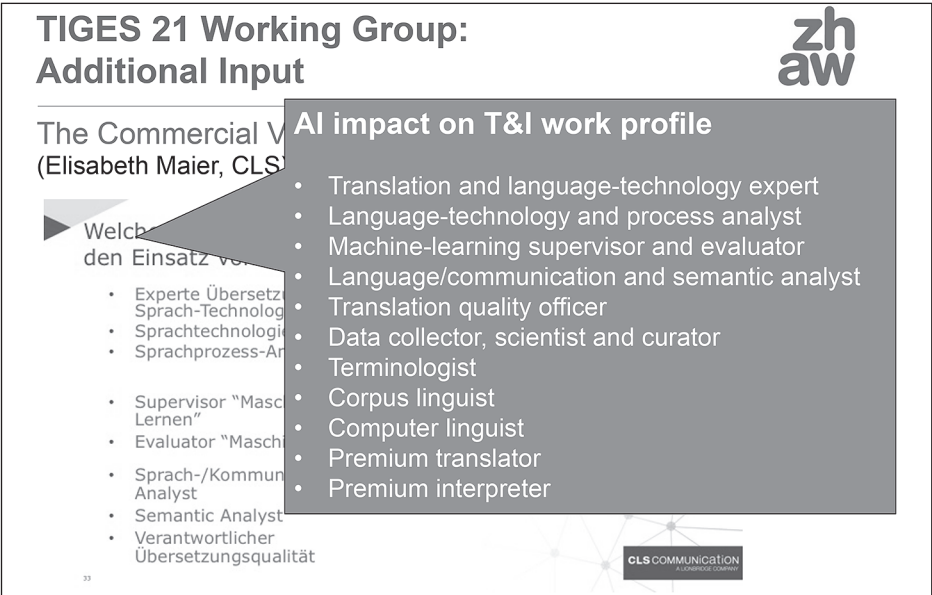 TIGES 21 Working Group:
Additional Input
zh
aw
The Commercial V
(Elisabeth Maier, CLS)
AI impact on T&I work profile
• Translation and language-technology expert
• Language-technology and process analyst
• Machine-learning supervisor and evaluator
• Language/communication and semantic analyst
• Translation quality officer
• Data collector, scientist and curator
• Terminologist
• Corpus linguist
• Computer linguist
• Premium translator
• Premium interpreter
Welche
den Einsatz
• Experte Übersetzu
Sprach-Technolog
• Sprachtechnologie
• Sprachprozess-An
• Supervisor “Masch
Lernen”
• Evaluator “Maschi
• Sprach-/Kommun
Analyst
• Semantic Analyst
• Verantwortlicher
Übersetzungsqualität
33
CLS COMMUNICATION
A LIONBRIDGE COMPANY